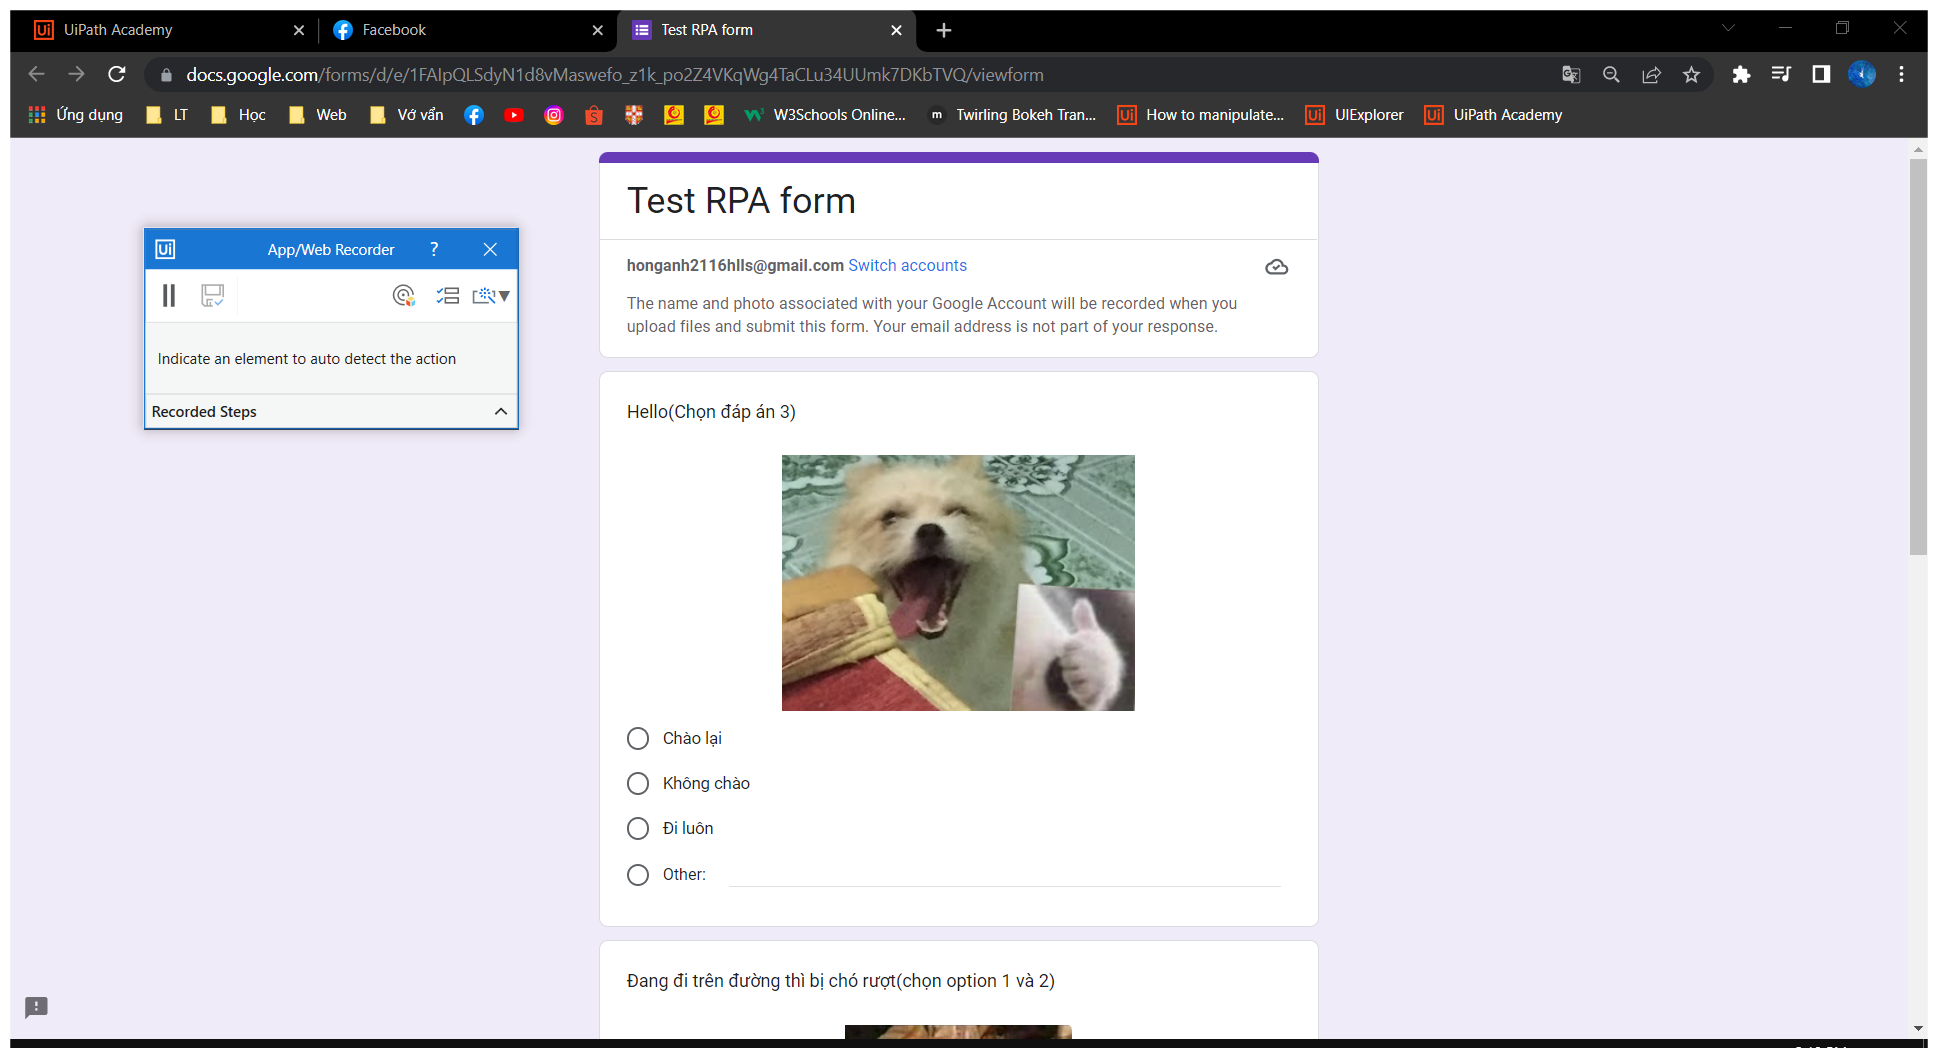 UiPath Academy
Facebook
Test RPA form
docs.google.com/forms/d/e/1FAIpQLSdyN1d8vMaswefo_z1k_po2Z4VKqWg4TaCLu34UUmk7DKbTVQ/viewform
Ứng dụng LT Học Web Vớ vẩn W3Schools Online... Twirling Bokeh Tran... How to manipulate... UIExplorer UiPath Academy
Test RPA form
honganh2116hlls@gmail.com Switch accounts
The name and photo associated with your Google Account will be recorded when you
upload files and submit this form. Your email address is not part of your response.
App/Web Recorder ?
Indicate an element to auto detect the action
Recorded Steps
Hello(Chọn đáp án 3)
Chào lại
Không chào
Đi luôn
Other:
Đang đi trên đường thì bị chó rượt(chọn option 1 và 2)